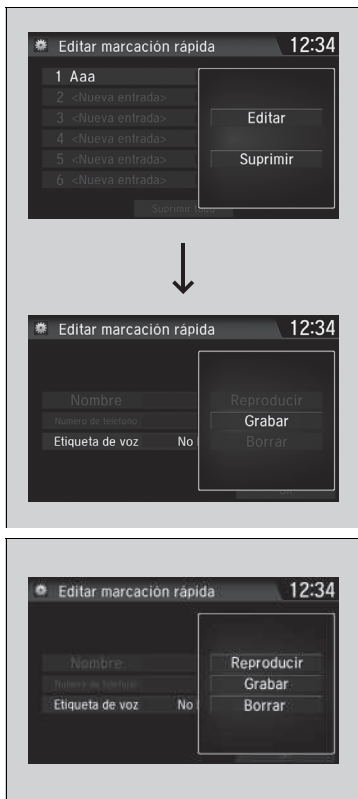 Editar marcación rápida 12:34
1 Aaa
2 <Nueva entrada>
3 <Nueva entrada>
4 <Nueva entrada>
5 <Nueva entrada>
6 <Nueva entrada>
Editar
Suprimir
Suprimir todo
Editar marcación rápida 12:34
Nombre
Número de teléfono
Etiqueta de voz No
Reproducir
Grabar
Borrar
Editar marcación rápida 12:34
Nombre
Número de teléfono
Etiqueta de voz No
Reproducir
Grabar
Borrar